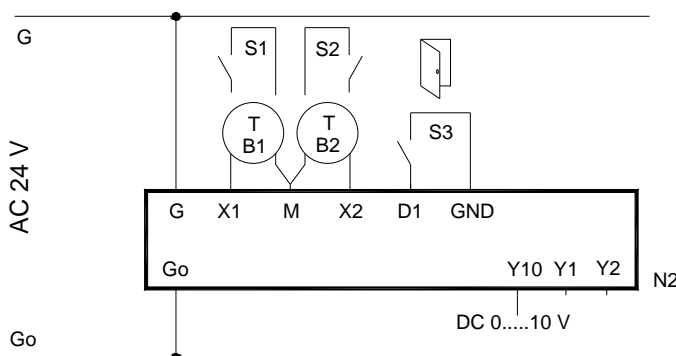 G
S1 S2
T T
B1 B2
S3
AC 24 V
G X1 M X2 D1 GND
Go Y10 Y1 Y2
N2
DC 0.....10 V
Go